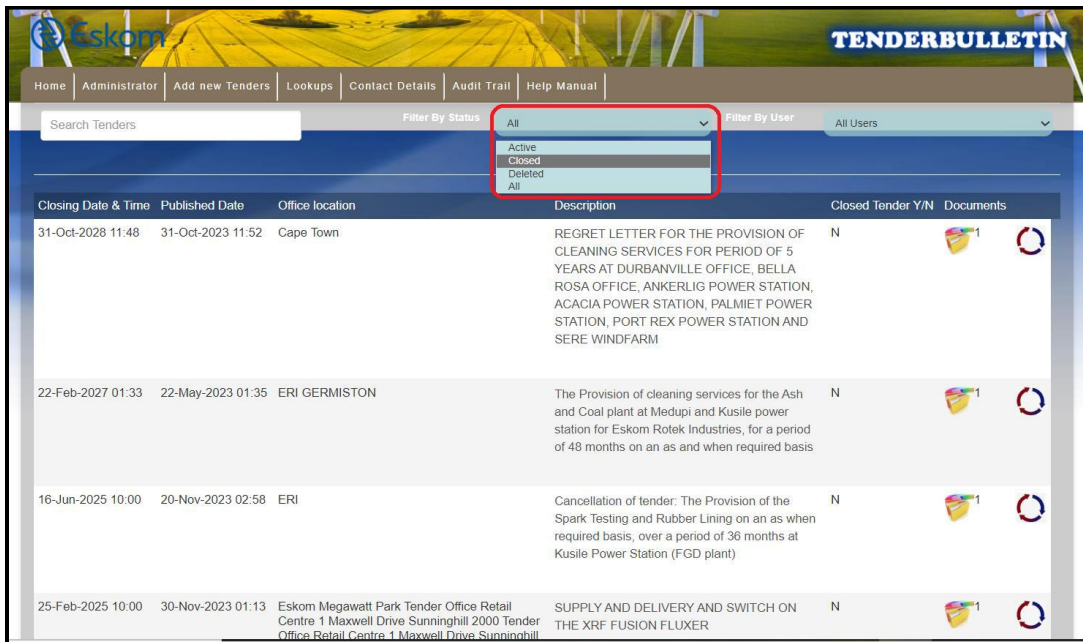 Eskom
TENDERBULLETIN
Home Administrator Add new Tenders Lookups Contact Details Audit Trail Help Manual
Search Tenders Filter By Status All Filter By User All Users
Active
Closed
Deleted
All
Closing Date & Time Published Date Office location Description Closed Tender Y/N Documents
31-Oct-2028 11:48 31-Oct-2023 11:52 Cape Town REGRET LETTER FOR THE PROVISION OF N 1
CLEANING SERVICES FOR PERIOD OF 5
YEARS AT DURBANVILLE OFFICE, BELLA
ROSA OFFICE, ANKERLIG POWER STATION,
ACACIA POWER STATION, PALMIET POWER
STATION, PORT REX POWER STATION AND
SERE WINDFARM
22-Feb-2027 01:33 22-May-2023 01:35 ERI GERMISTON The Provision of cleaning services for the Ash N 1
and Coal plant at Medupi and Kusile power
station for Eskom Rotek Industries, for a period
of 48 months on an as and when required basis
16-Jun-2025 10:00 20-Nov-2023 02:58 ERI Cancellation of tender: The Provision of the N 1
Spark Testing and Rubber Lining on an as when
required basis, over a period of 36 months at
Kusile Power Station (FGD plant)
25-Feb-2025 10:00 30-Nov-2023 01:13 Eskom Megawatt Park Tender Office Retail SUPPLY AND DELIVERY AND SWITCH ON N 1
Centre 1 Maxwell Drive Sunninghill 2000 Tender THE XRF FUSION FLUXER
Office Retail Centre 1 Maxwell Drive Sunninghill